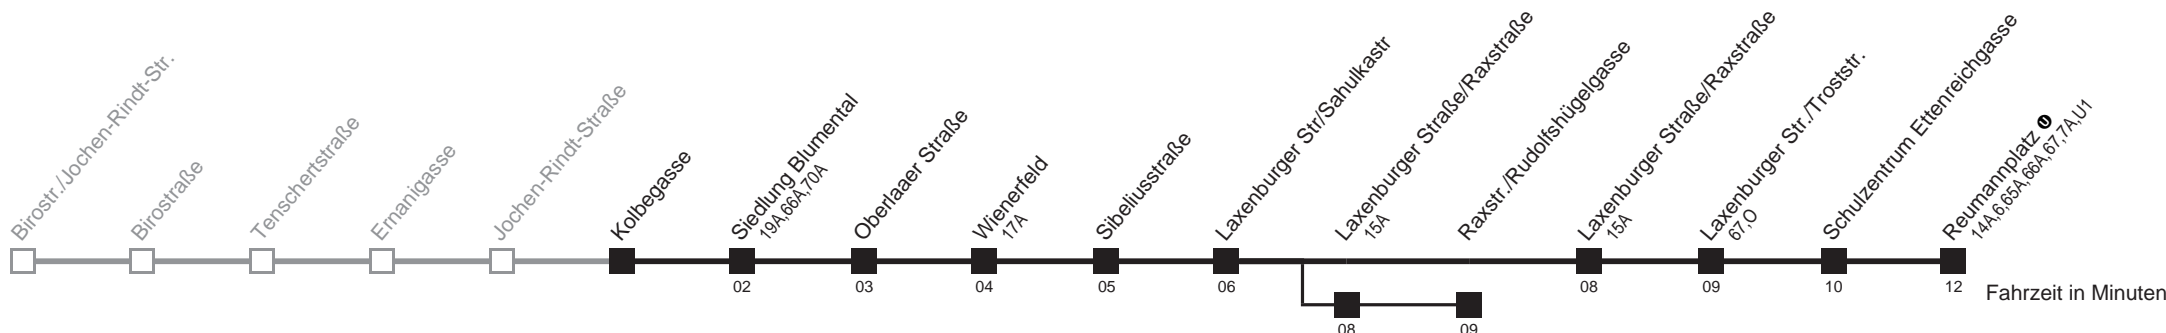 Birostr./Jochen-Rindt-Str.
Birostraße
Tenschertstraße
Ernanigasse
Jochen-Rindt-Straße
Kolbegasse
Siedlung Blumental
19A,66A,70A
Oberlaaer Straße
Wienerfeld
17A
Sibeliusstraße
Laxenburger Str/Sahulkastr
Laxenburger Straße/Raxstraße
15A
Raxstr./Rudolfshügelgasse
Laxenburger Straße/Raxstraße
15A
Laxenburger Str./Troststr.
67,O
Schulzentrum Ettenreichgasse
Reumannplatz U
14A,6,65A,66A,67,7A,U1
02 03 04 05 06 08 09 10 12
Fahrzeit in Minuten
08 09